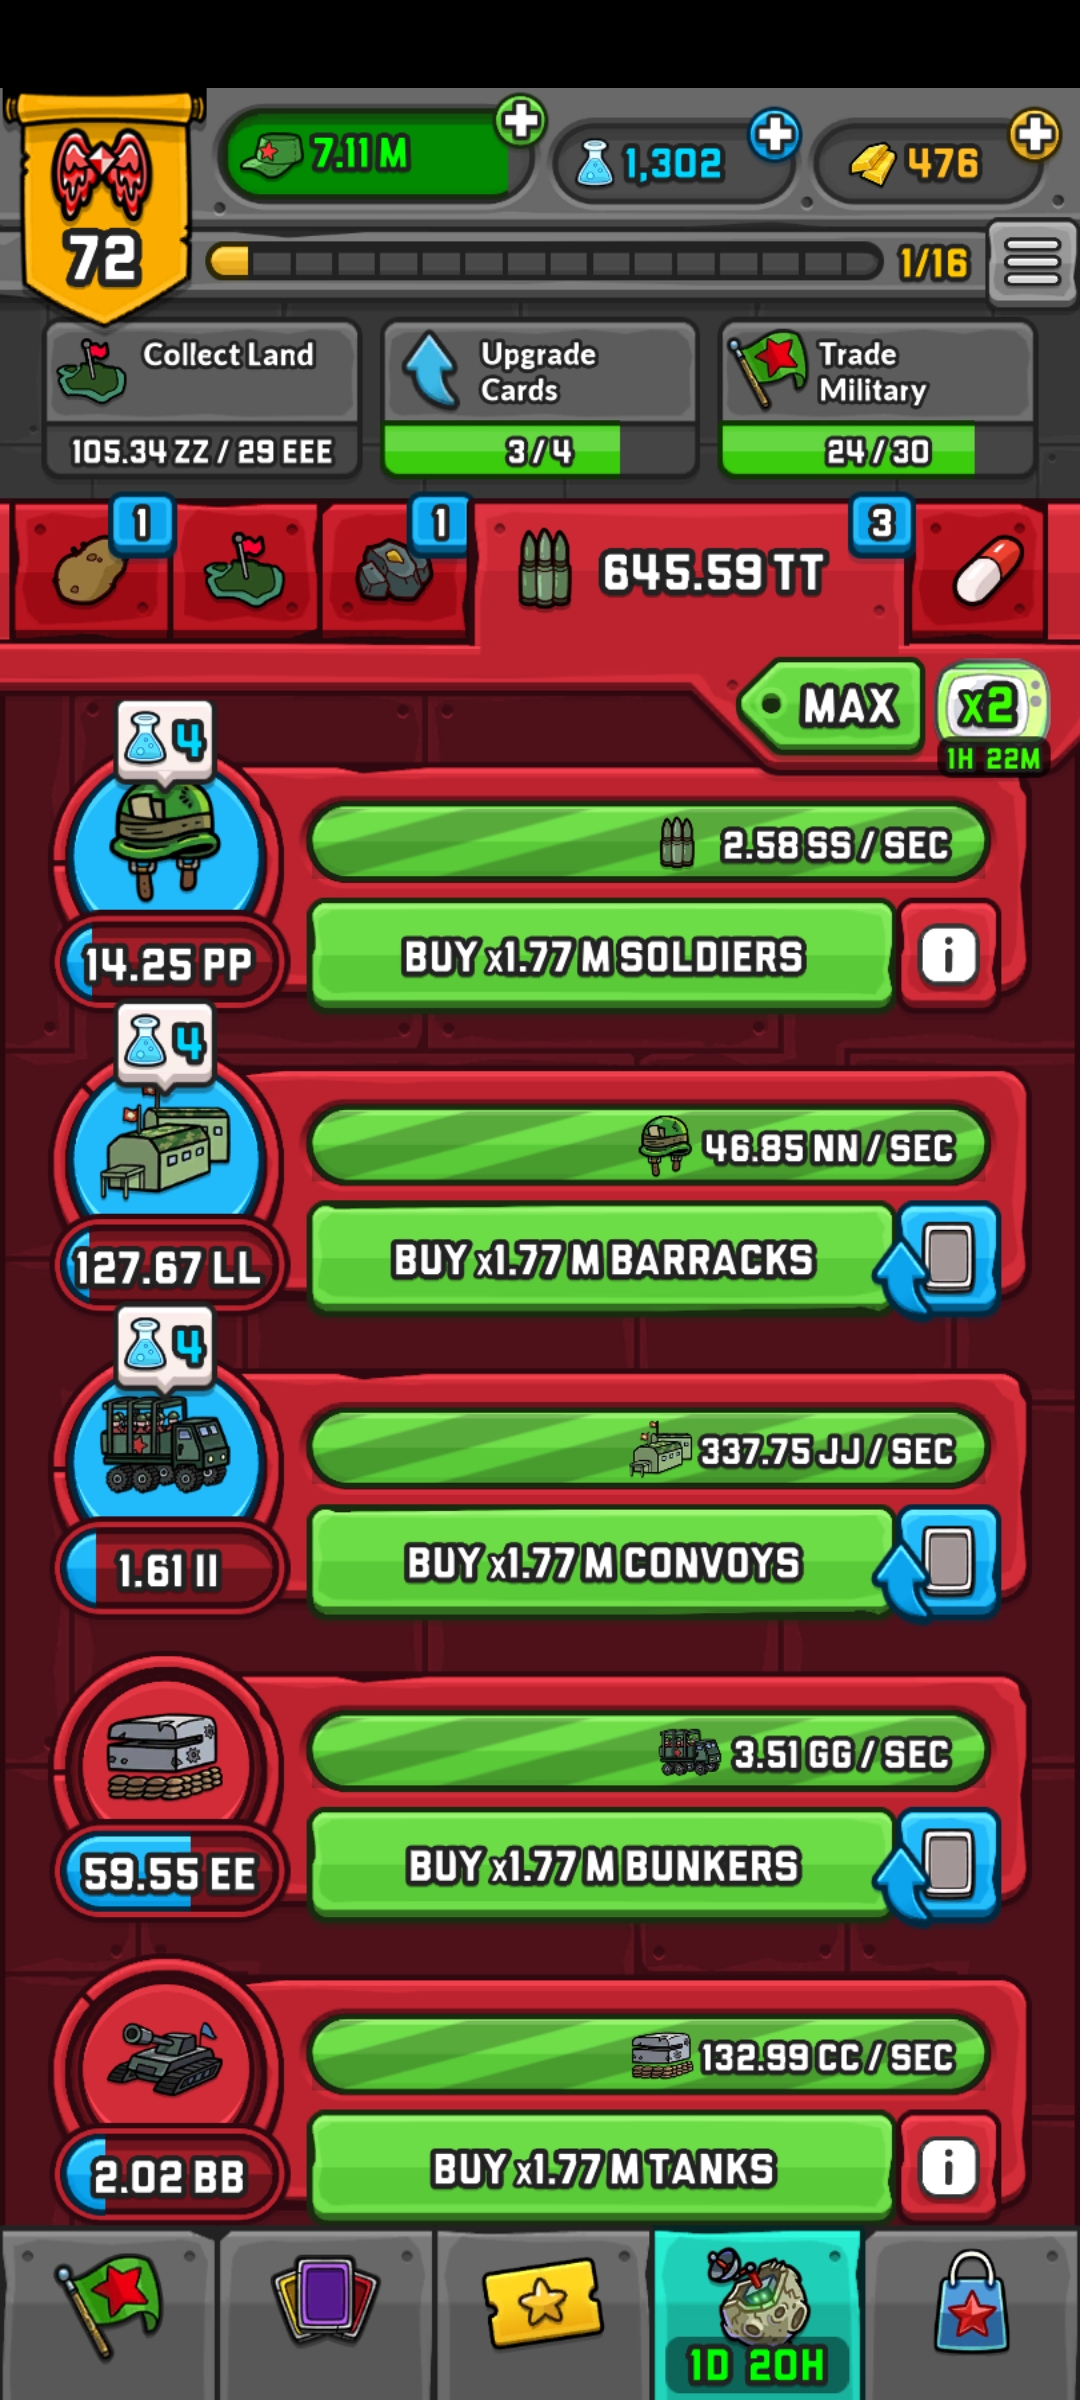 7.11 M
1,302
476
72
1/16
Collect Land
105.34 ZZ / 29 EEE
Upgrade
Cards
3/4
Trade
Military
24/30
1
1
645.59 TT
3
MAX
x2
1H 22M
4
2.58 SS / SEC
14.25 PP
BUY x1.77 M SOLDIERS
i
4
46.85 NN / SEC
127.67 LL
BUY x1.77 M BARRACKS
4
337.75 JJ / SEC
1.61 II
BUY x1.77 M CONVOYS
3.51 GG / SEC
59.55 EE
BUY x1.77 M BUNKERS
132.99 CC / SEC
2.02 BB
BUY x1.77 M TANKS
i
1D 20H